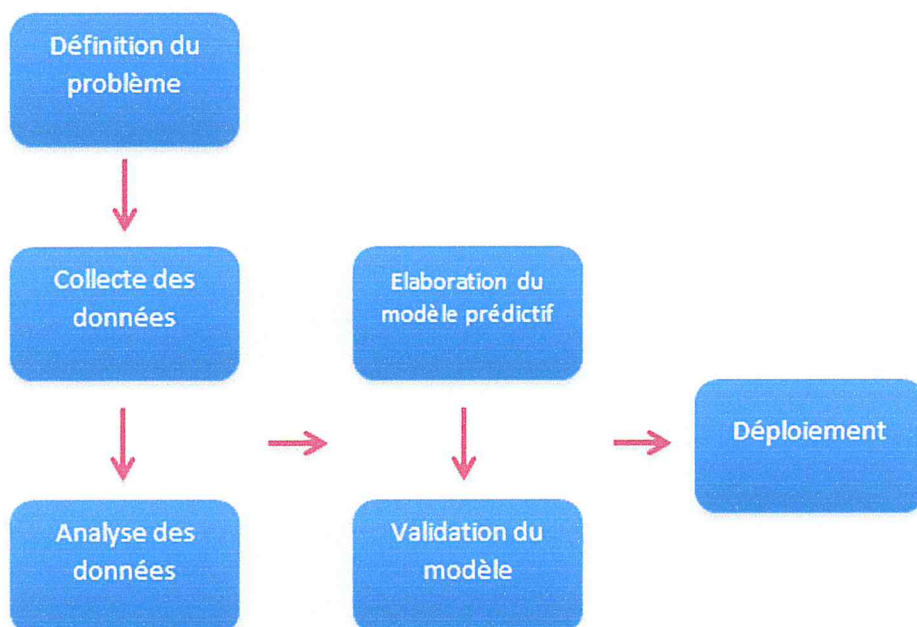 Définition du
problème
Collecte des
données
Analyse des
données
Elaboration du
modèle prédictif
Validation du
modèle
Déploiement